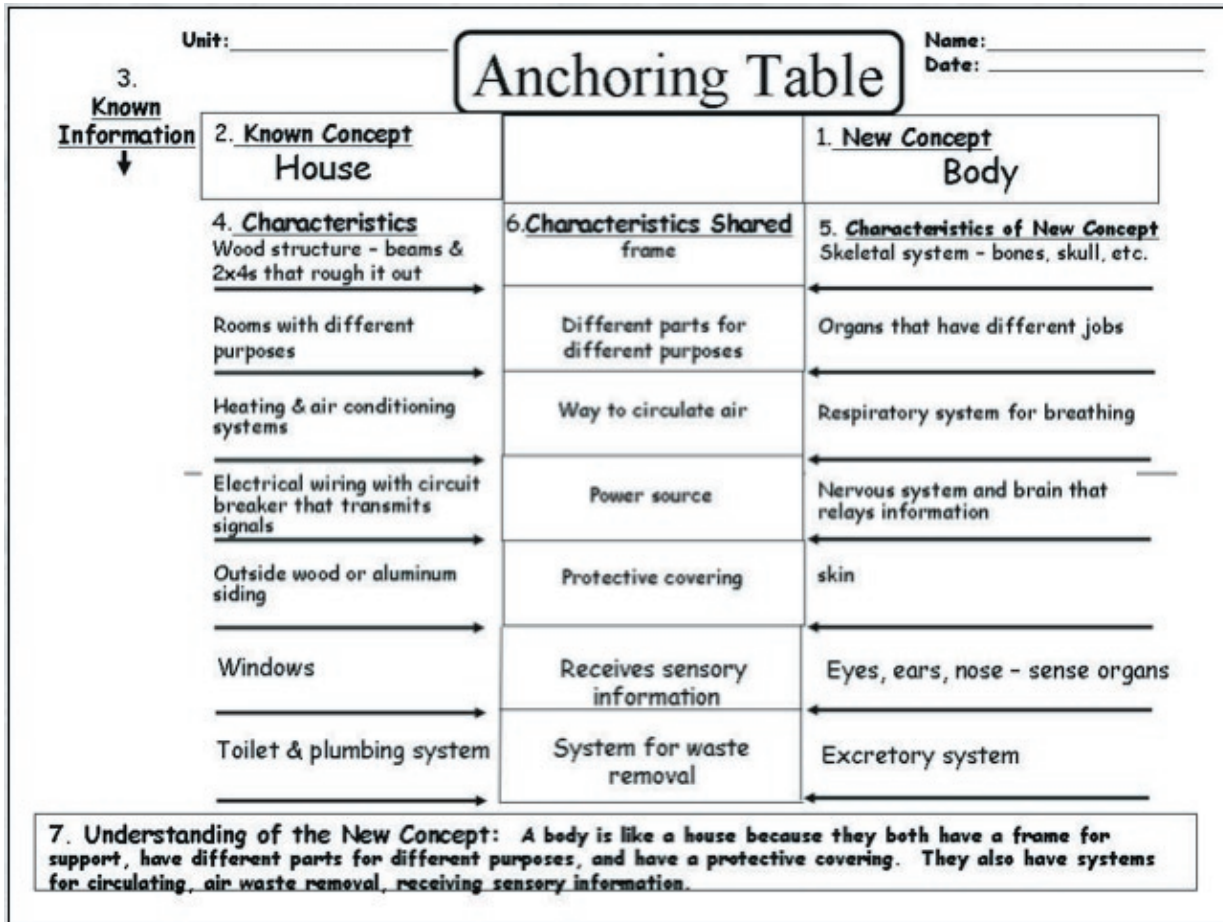 Unit:
Anchoring Table
Name:
Date:
3.
Known
Information
2. Known Concept
House
1. New Concept
Body
4. Characteristics
Wood structure – beams &
2x4s that rough it out
6.Characteristics Shared
frame
5. Characteristics of New Concept
Skeletal system – bones, skull, etc.
Rooms with different
purposes
Different parts for
different purposes
Organs that have different jobs
Heating & air conditioning
systems
Way to circulate air
Respiratory system for breathing
Electrical wiring with circuit
breaker that transmits
signals
Power source
Nervous system and brain that
relays information
Outside wood or aluminum
siding
Protective covering
skin
Windows
Receives sensory
information
Eyes, ears, nose – sense organs
Toilet & plumbing system
System for waste
removal
Excretory system
7. Understanding of the New Concept: A body is like a house because they both have a frame for
support, have different parts for different purposes, and have a protective covering. They also have systems
for circulating, air waste removal, receiving sensory information.